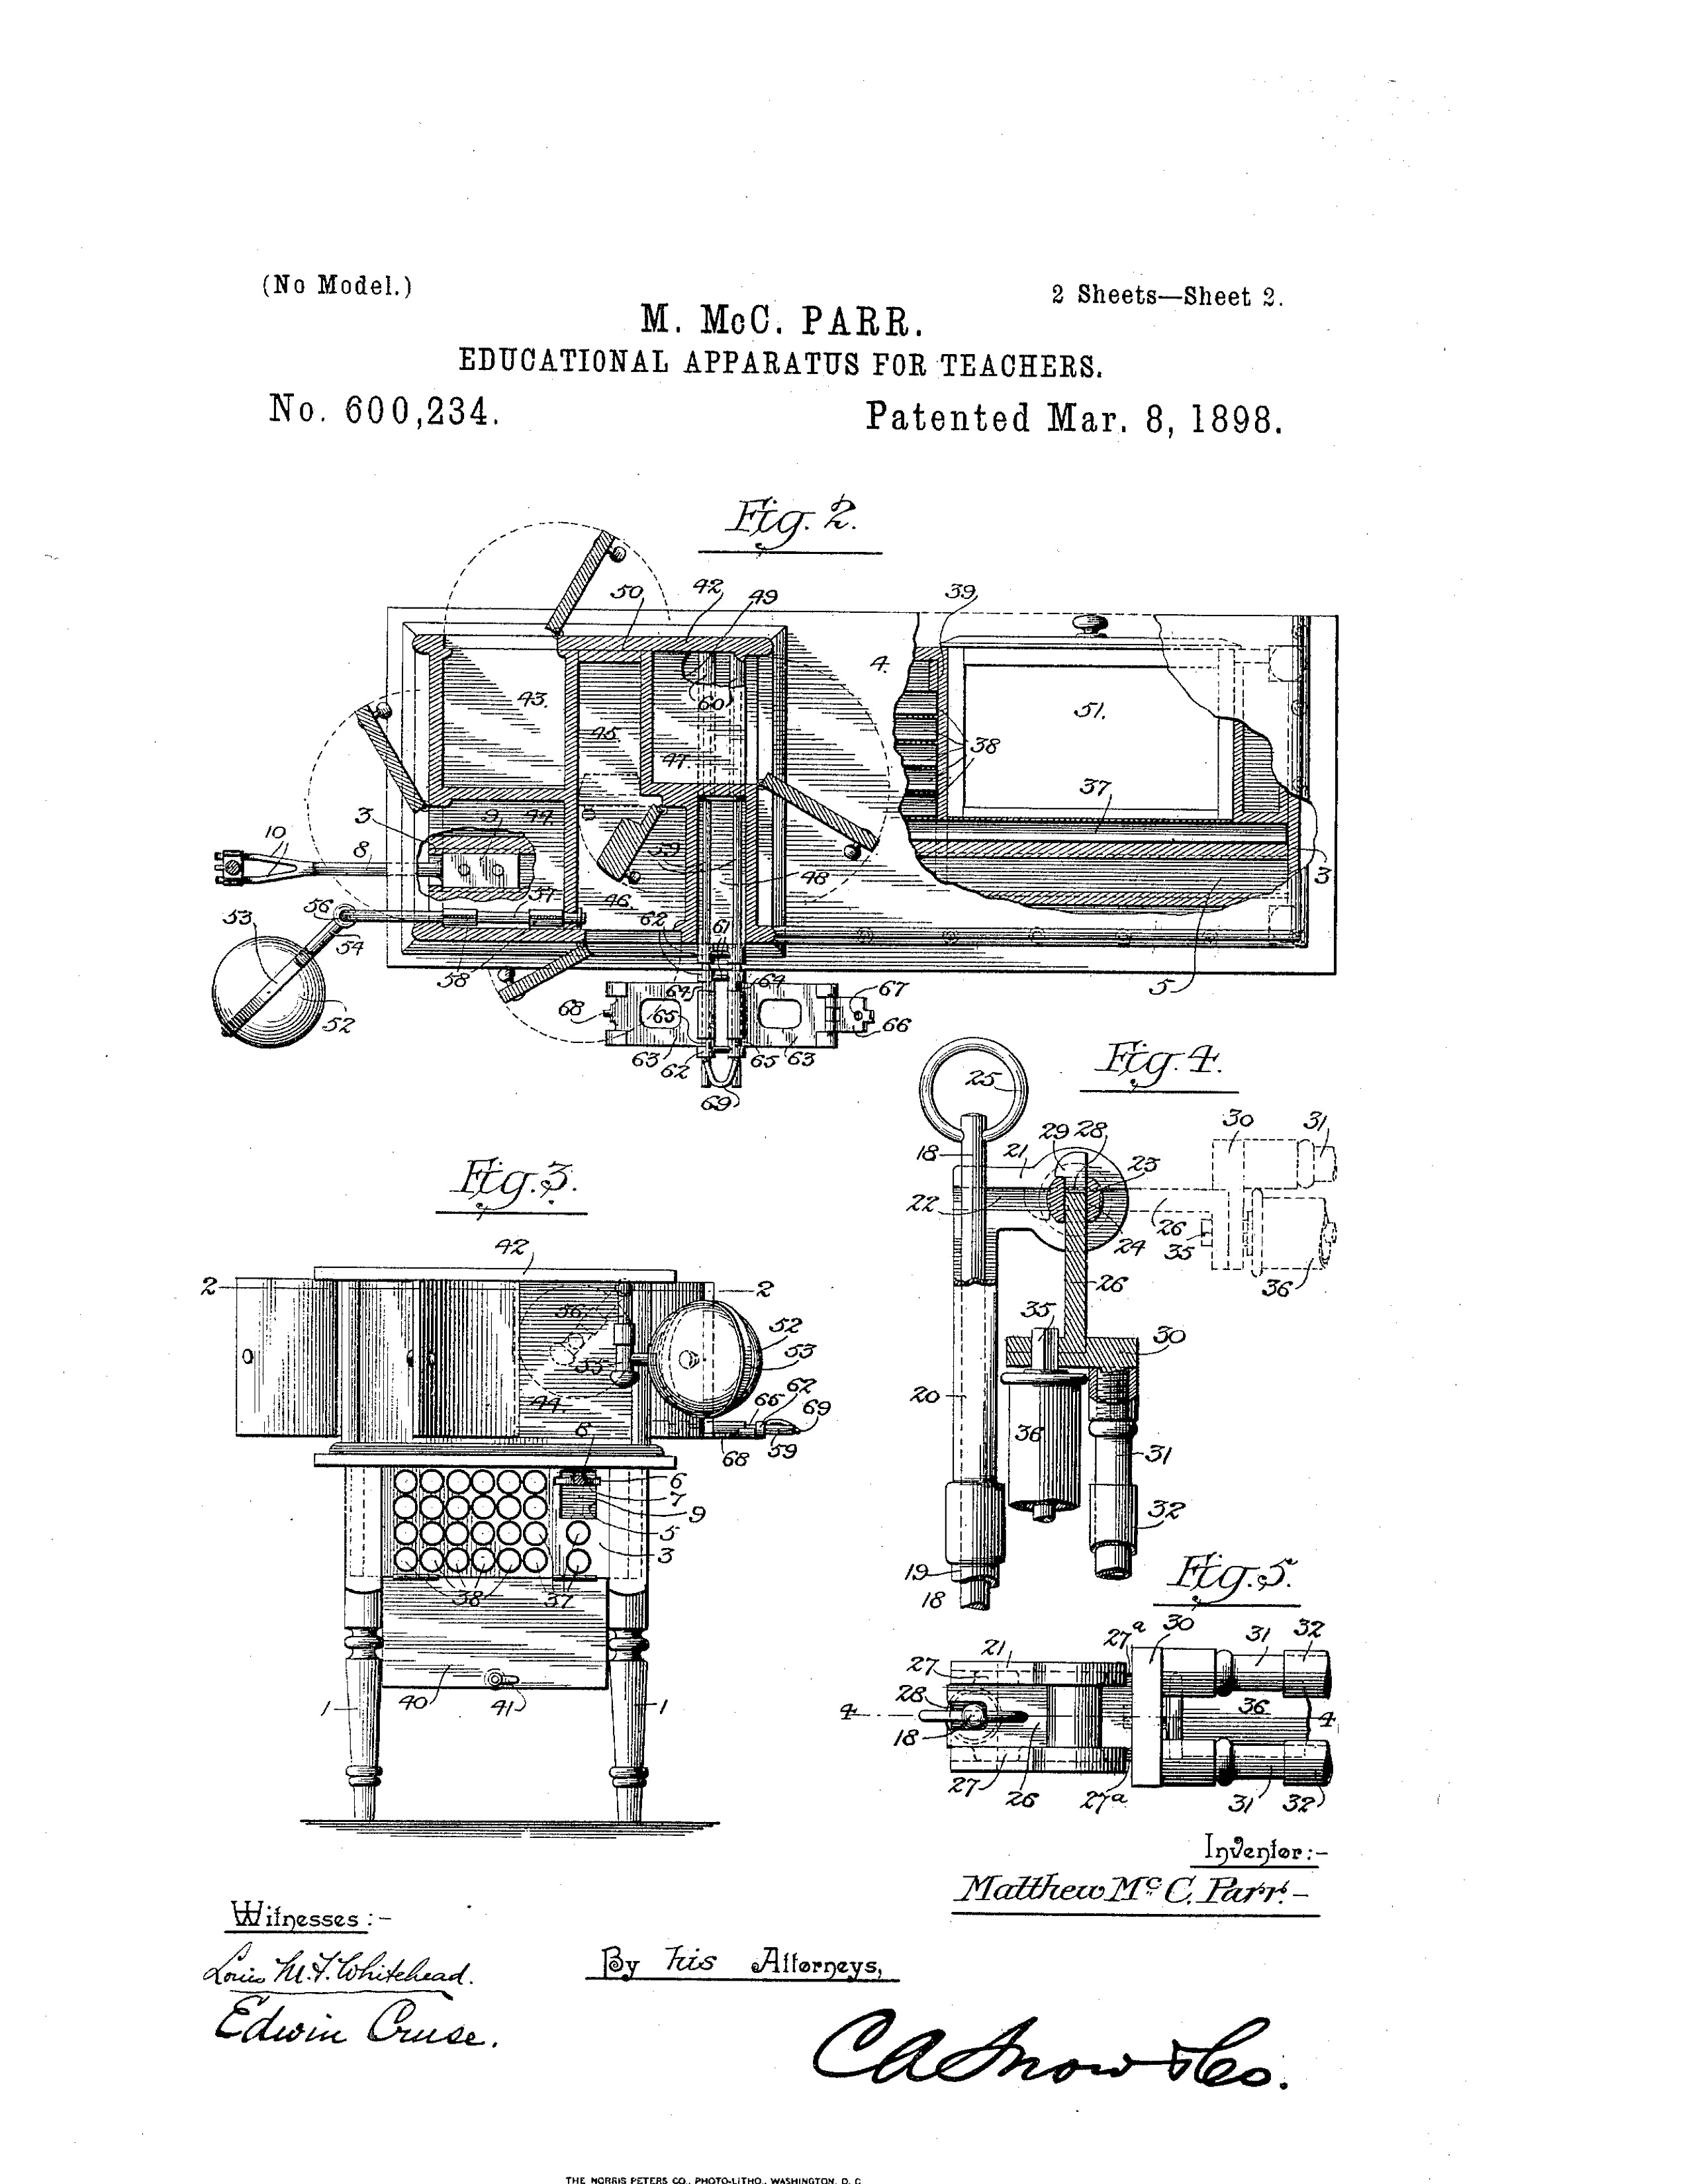 (No Model.)
2 Sheets—Sheet 2.
M. McC. PARR.
EDUCATIONAL APPARATUS FOR TEACHERS.
No. 600,234.
Patented Mar. 8, 1898.
Fig. 2.
50 42 49 39
4.
43. 60 51.
45. 38
47. 37
3 9 44
10 8 59 48 3
57
56 46. 62 61
53 54
58 64 64 67 5
52 68 65 66
63 62 65 63
69
Fig. 4.
25
30 31
29 28
18 21 23
22 26
24 35
26 36
35
30
20
36 31
32
19
18
Fig. 3.
42
2 2
56 52
53
55 62
44 66 69
8 68 59
6
7
9
5
3
38 37
40 41
1 1
Fig. 5.
27a 30 31 32
21
27
28
4 36 4
18
27 26 27a 31 32
Inventor:-
Matthew McC. Parr.-
Witnesses:-
Louis M. F. Whitehead.
Edwin Cruse.
By his Attorneys,
CASnow & Co.
THE NORRIS PETERS CO., PHOTO-LITHO., WASHINGTON, D. C.